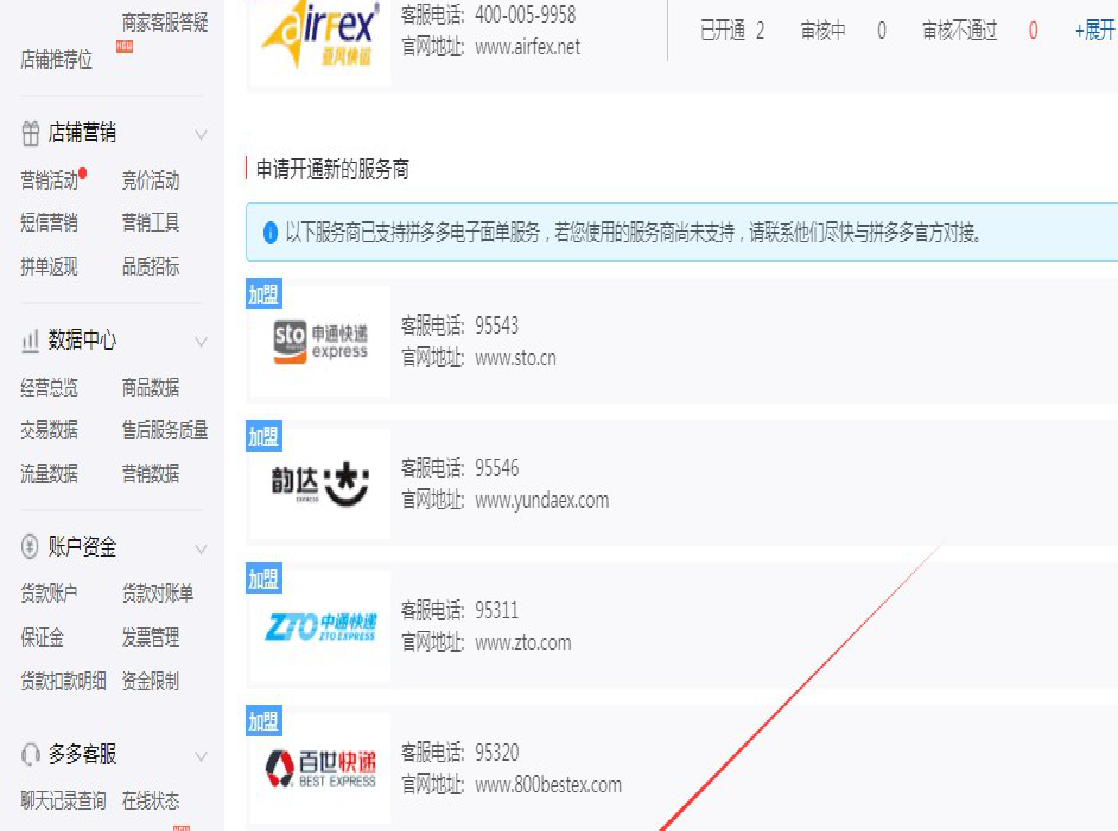 商家客服答疑
店铺推荐位
店铺营销
营销活动 竞价活动
短信营销 营销工具
拼单返现 品质招标
数据中心
经营总览 商品数据
交易数据 售后服务质量
流量数据 营销数据
账户资金
货款账户 货款对账单
保证金 发票管理
货款扣款明细 资金限制
多多客服
聊天记录查询 在线状态
airfex
亚风快运
客服电话: 400-005-9958
官网地址: www.airfex.net
已开通 2 审核中 0 审核不通过 0 +展开
申请开通新的服务商
以下服务商已支持拼多多电子面单服务，若您使用的服务商尚未支持，请联系他们尽快与拼多多官方对接。
加盟
sto 申通快递
express
客服电话: 95543
官网地址: www.sto.cn
加盟
韵达
EXPRESS
客服电话: 95546
官网地址: www.yundaex.com
加盟
ZTO 中通快递
ZTO EXPRESS
客服电话: 95311
官网地址: www.zto.com
加盟
百世快递
BEST EXPRESS
客服电话: 95320
官网地址: www.800bestex.com